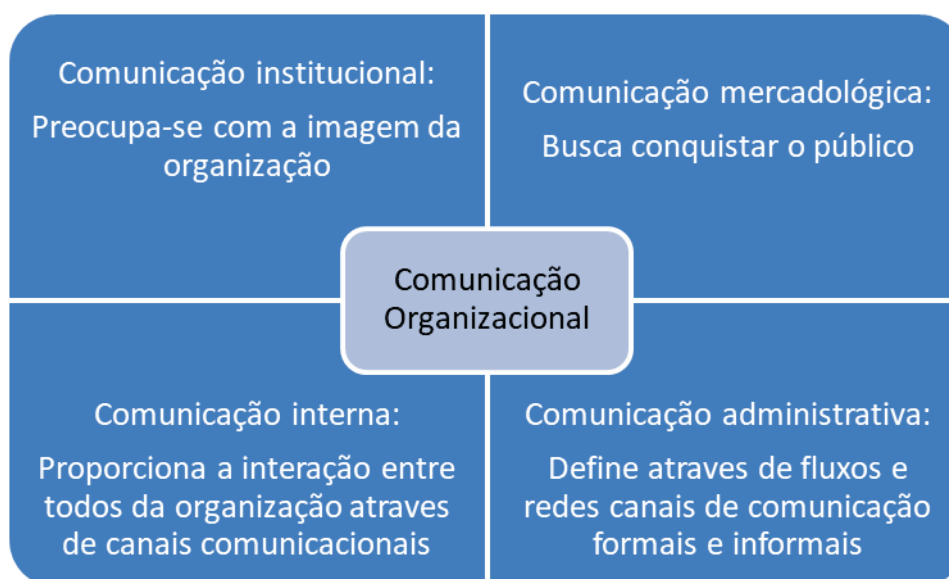 Comunicação institucional:
Preocupa-se com a imagem da
organização
Comunicação mercadológica:
Busca conquistar o público
Comunicação
Organizacional
Comunicação interna:
Proporciona a interação entre
todos da organização atraves
de canais comunicacionais
Comunicação administrativa:
Define atraves de fluxos e
redes canais de comunicação
formais e informais